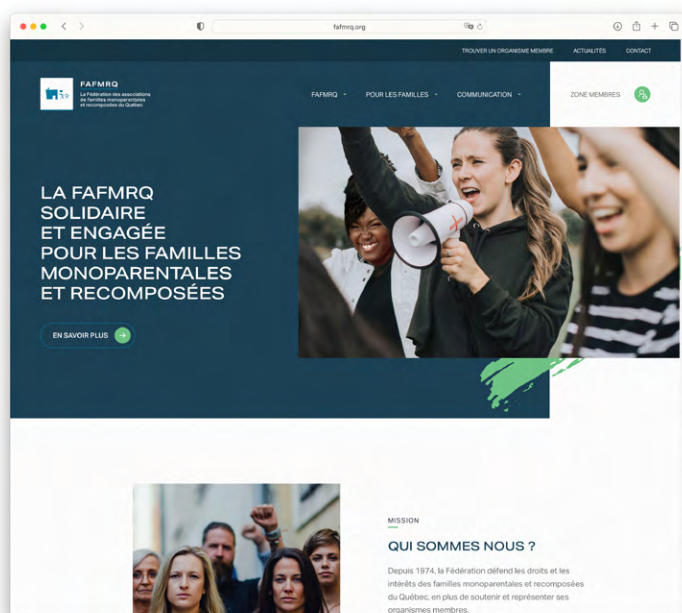 fafmrq.org
TROUVER UN ORGANISME MEMBRE ACTUALITÉS CONTACT
FAFMRQ
La Fédération des associations
de familles monoparentales
et recomposées du Québec
FAFMRQ POUR LES FAMILLES COMMUNICATION ZONE MEMBRES
LA FAFMRQ
SOLIDAIRE
ET ENGAGÉE
POUR LES FAMILLES
MONOPARENTALES
ET RECOMPOSÉES
EN SAVOIR PLUS
MISSION
QUI SOMMES NOUS ?
Depuis 1974, la Fédération défend les droits et les
intérêts des familles monoparentales et recomposées
du Québec, en plus de soutenir et représenter ses
organismes membres.